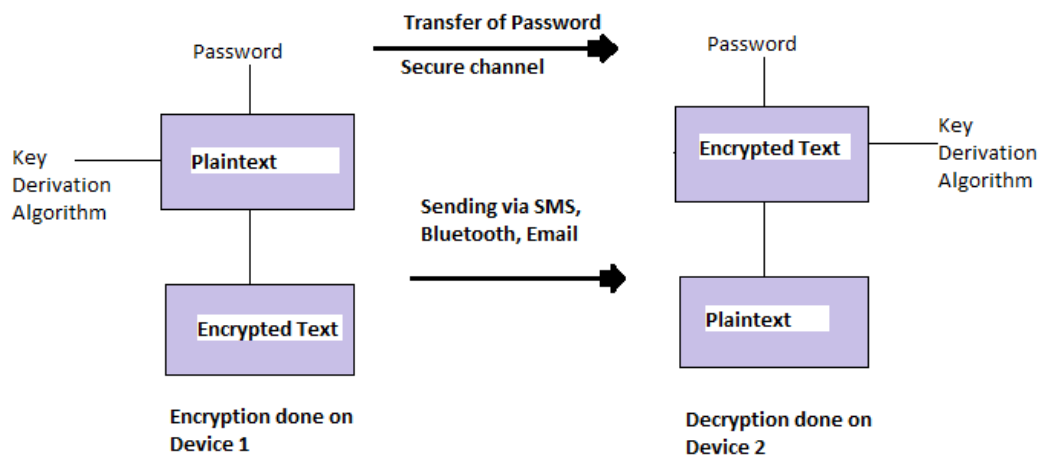 Transfer of Password
Secure channel
Password
Plaintext
Key
Derivation
Algorithm
Encrypted Text
Encryption done on
Device 1
Sending via SMS,
Bluetooth, Email
Password
Encrypted Text
Key
Derivation
Algorithm
Plaintext
Decryption done on
Device 2